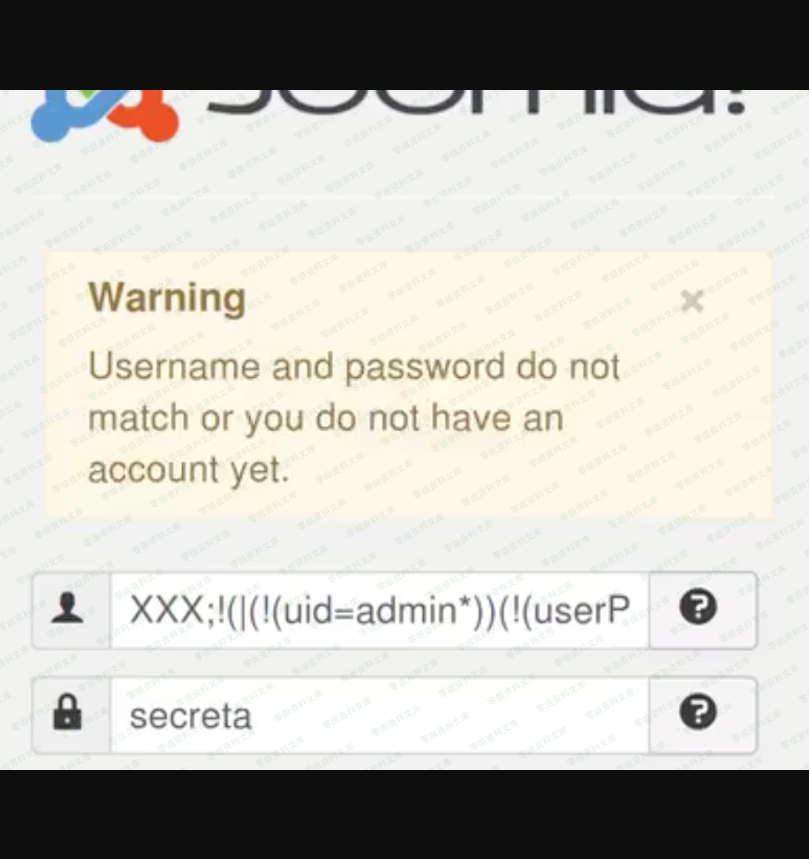 Joomla!
Warning
×
Username and password do not
match or you do not have an
account yet.
XXX;!(|(!(uid=admin*))(!(userP
secreta